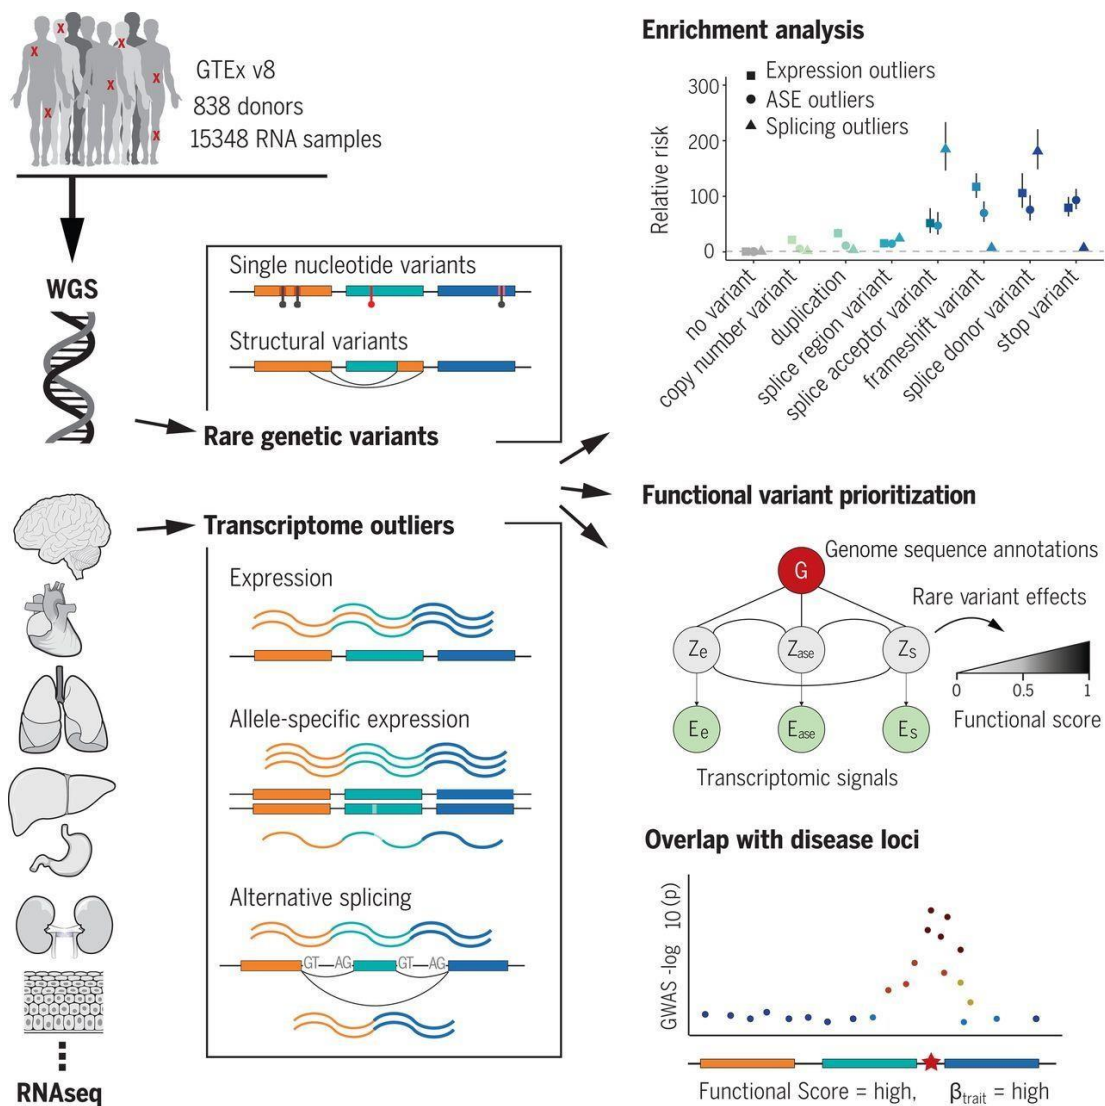 GTEx v8
838 donors
15348 RNA samples
WGS
Single nucleotide variants
Structural variants
Rare genetic variants
Transcriptome outliers
Expression
Allele-specific expression
Alternative splicing
GT AG GT AG
RNAseq
Enrichment analysis
Expression outliers
ASE outliers
Splicing outliers
Relative risk
300
200
100
0
no variant
copy number variant
duplication
splice region variant
splice acceptor variant
frameshift variant
splice donor variant
stop variant
Functional variant prioritization
Genome sequence annotations
G
Rare variant effects
Ze Zase Zs
0 0.5 1
Functional score
Ee Ease Es
Transcriptomic signals
Overlap with disease loci
GWAS -log 10 (p)
Functional Score = high, βtrait = high